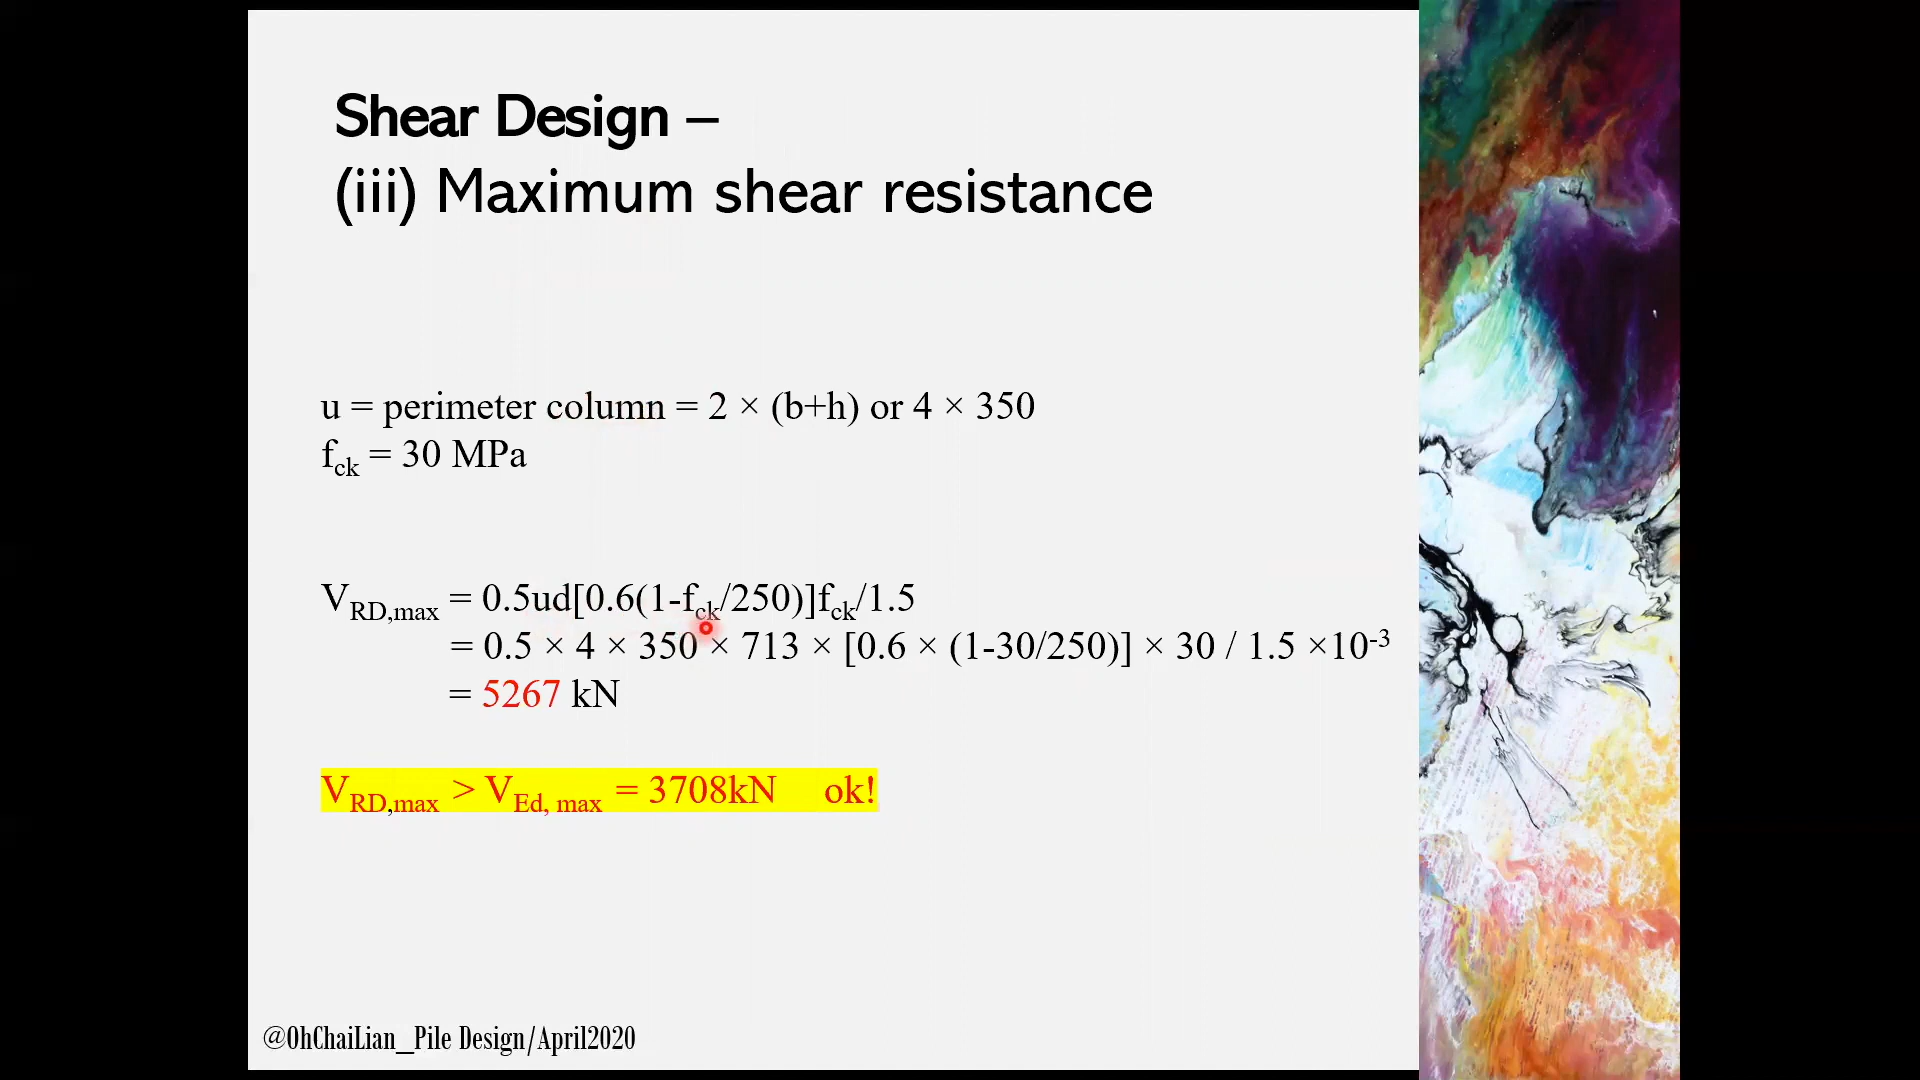 Shear Design –
(iii) Maximum shear resistance
u = perimeter column = 2 × (b+h) or 4 × 350
fck = 30 MPa
VRD,max = 0.5ud[0.6(1-fck/250)]fck/1.5
= 0.5 × 4 × 350 × 713 × [0.6 × (1-30/250)] × 30 / 1.5 ×10-3
= 5267 kN
VRD,max > VEd, max = 3708kN ok!
@OhChaiLian_Pile Design/April2020